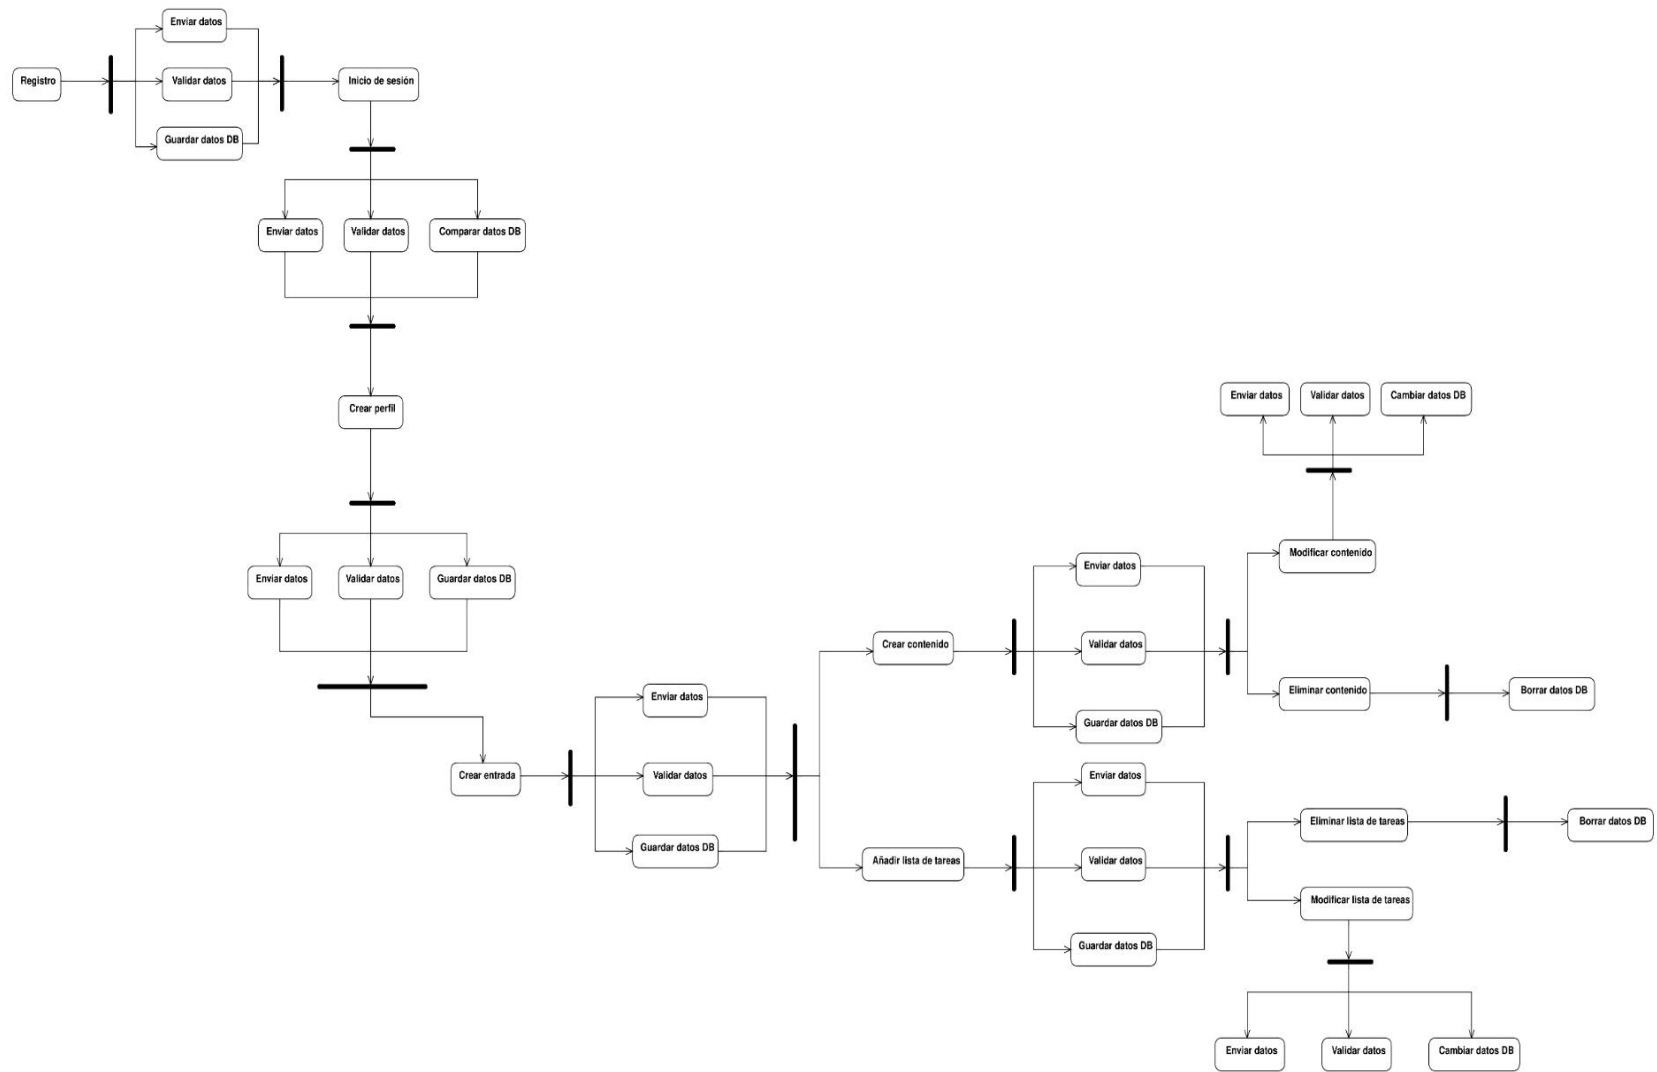 Enviar datos
Registro
Validar datos
Inicio de sesión
Guardar datos DB
Enviar datos
Validar datos
Comparar datos DB
Crear perfil
Enviar datos
Validar datos
Guardar datos DB
Crear entrada
Enviar datos
Validar datos
Guardar datos DB
Crear contenido
Enviar datos
Validar datos
Guardar datos DB
Modificar contenido
Enviar datos
Validar datos
Cambiar datos DB
Eliminar contenido
Borrar datos DB
Añadir lista de tareas
Enviar datos
Validar datos
Guardar datos DB
Eliminar lista de tareas
Borrar datos DB
Modificar lista de tareas
Enviar datos
Validar datos
Cambiar datos DB